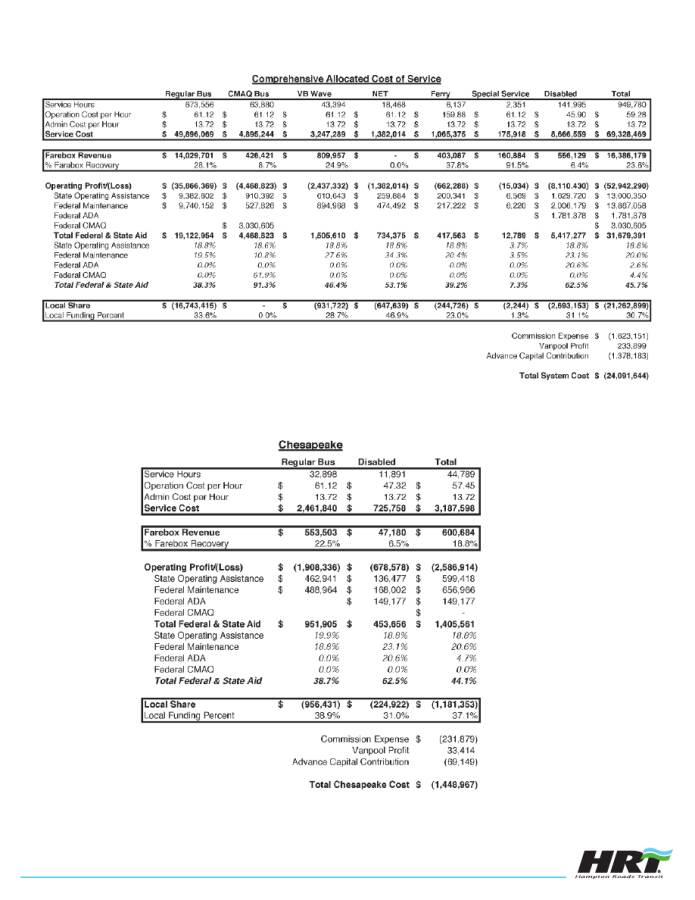 Comprehensive Allocated Cost of Service
Regular Bus CMAQ Bus VB Wave NET Ferry Special Service Disabled Total
Service Hours 673,556 63,880 43,394 18,468 6,137 2,351 141,995 949,780
Operation Cost per Hour $ 61.12 $ 61.12 $ 61.12 $ 61.12 $ 159.88 $ 61.12 $ 45.90 $ 59.28
Admin Cost per Hour $ 13.72 $ 13.72 $ 13.72 $ 13.72 $ 13.72 $ 13.72 $ 13.72 $ 13.72
Service Cost $ 49,896,069 $ 4,895,244 $ 3,247,289 $ 1,382,014 $ 1,065,375 $ 175,918 $ 8,666,559 $ 69,328,469
Farebox Revenue $ 14,029,701 $ 426,421 $ 809,957 $ - $ 403,087 $ 160,884 $ 556,129 $ 16,386,179
% Farebox Recovery 28.1% 8.7% 24.9% 0.0% 37.8% 91.5% 6.4% 23.6%
Operating Profit/(Loss) $ (35,866,369) $ (4,468,823) $ (2,437,332) $ (1,382,014) $ (662,288) $ (15,034) $ (8,110,430) $ (52,942,290)
State Operating Assistance $ 9,382,802 $ 910,392 $ 610,643 $ 259,884 $ 200,341 $ 6,569 $ 1,629,720 $ 13,000,350
Federal Maintenance $ 9,740,152 $ 527,826 $ 894,968 $ 474,492 $ 217,222 $ 6,220 $ 2,006,179 $ 13,867,058
Federal ADA $ 1,781,378 $ 1,781,378
Federal CMAQ $ 3,030,605 $ 3,030,605
Total Federal & State Aid $ 19,122,954 $ 4,468,823 $ 1,505,610 $ 734,375 $ 417,563 $ 12,789 $ 5,417,277 $ 31,679,391
State Operating Assistance 18.8% 18.6% 18.8% 18.8% 18.8% 3.7% 18.8% 18.8%
Federal Maintenance 19.5% 10.8% 27.6% 34.3% 20.4% 3.5% 23.1% 20.0%
Federal ADA 0.0% 0.0% 0.0% 0.0% 0.0% 0.0% 20.6% 2.6%
Federal CMAQ 0.0% 61.9% 0.0% 0.0% 0.0% 0.0% 0.0% 4.4%
Total Federal & State Aid 38.3% 91.3% 46.4% 53.1% 39.2% 7.3% 62.5% 45.7%
Local Share $ (16,743,415) $ - $ (931,722) $ (647,639) $ (244,726) $ (2,244) $ (2,693,153) $ (21,262,899)
Local Funding Percent 33.6% 0.0% 28.7% 46.9% 23.0% 1.3% 31.1% 30.7%
Commission Expense $ (1,623,151)
Vanpool Profit 233,899
Advance Capital Contribution (1,378,183)
Total System Cost $ (24,091,644)
Chesapeake
Regular Bus Disabled Total
Service Hours 32,898 11,891 44,789
Operation Cost per Hour $ 61.12 $ 47.32 $ 57.45
Admin Cost per Hour $ 13.72 $ 13.72 $ 13.72
Service Cost $ 2,461,840 $ 725,758 $ 3,187,598
Farebox Revenue $ 553,503 $ 47,180 $ 600,684
% Farebox Recovery 22.5% 6.5% 18.8%
Operating Profit/(Loss) $ (1,908,336) $ (678,578) $ (2,586,914)
State Operating Assistance $ 462,941 $ 136,477 $ 599,418
Federal Maintenance $ 488,964 $ 168,002 $ 656,966
Federal ADA $ 149,177 $ 149,177
Federal CMAQ $ -
Total Federal & State Aid $ 951,905 $ 453,656 $ 1,405,561
State Operating Assistance 19.9% 18.8% 18.8%
Federal Maintenance 18.8% 23.1% 20.6%
Federal ADA 0.0% 20.6% 4.7%
Federal CMAQ 0.0% 0.0% 0.0%
Total Federal & State Aid 38.7% 62.5% 44.1%
Local Share $ (956,431) $ (224,922) $ (1,181,353)
Local Funding Percent 38.9% 31.0% 37.1%
Commission Expense $ (231,879)
Vanpool Profit 33,414
Advance Capital Contribution (69,149)
Total Chesapeake Cost $ (1,448,967)
HRT
Hampton Roads Transit